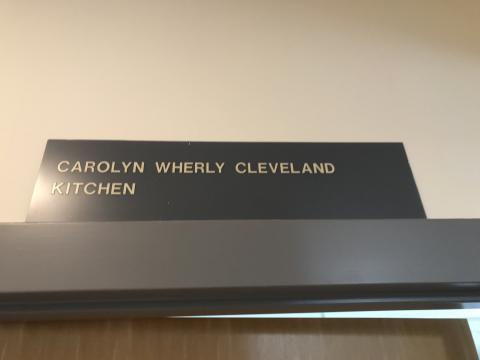 CAROLYN WHERLY CLEVELAND
KITCHEN